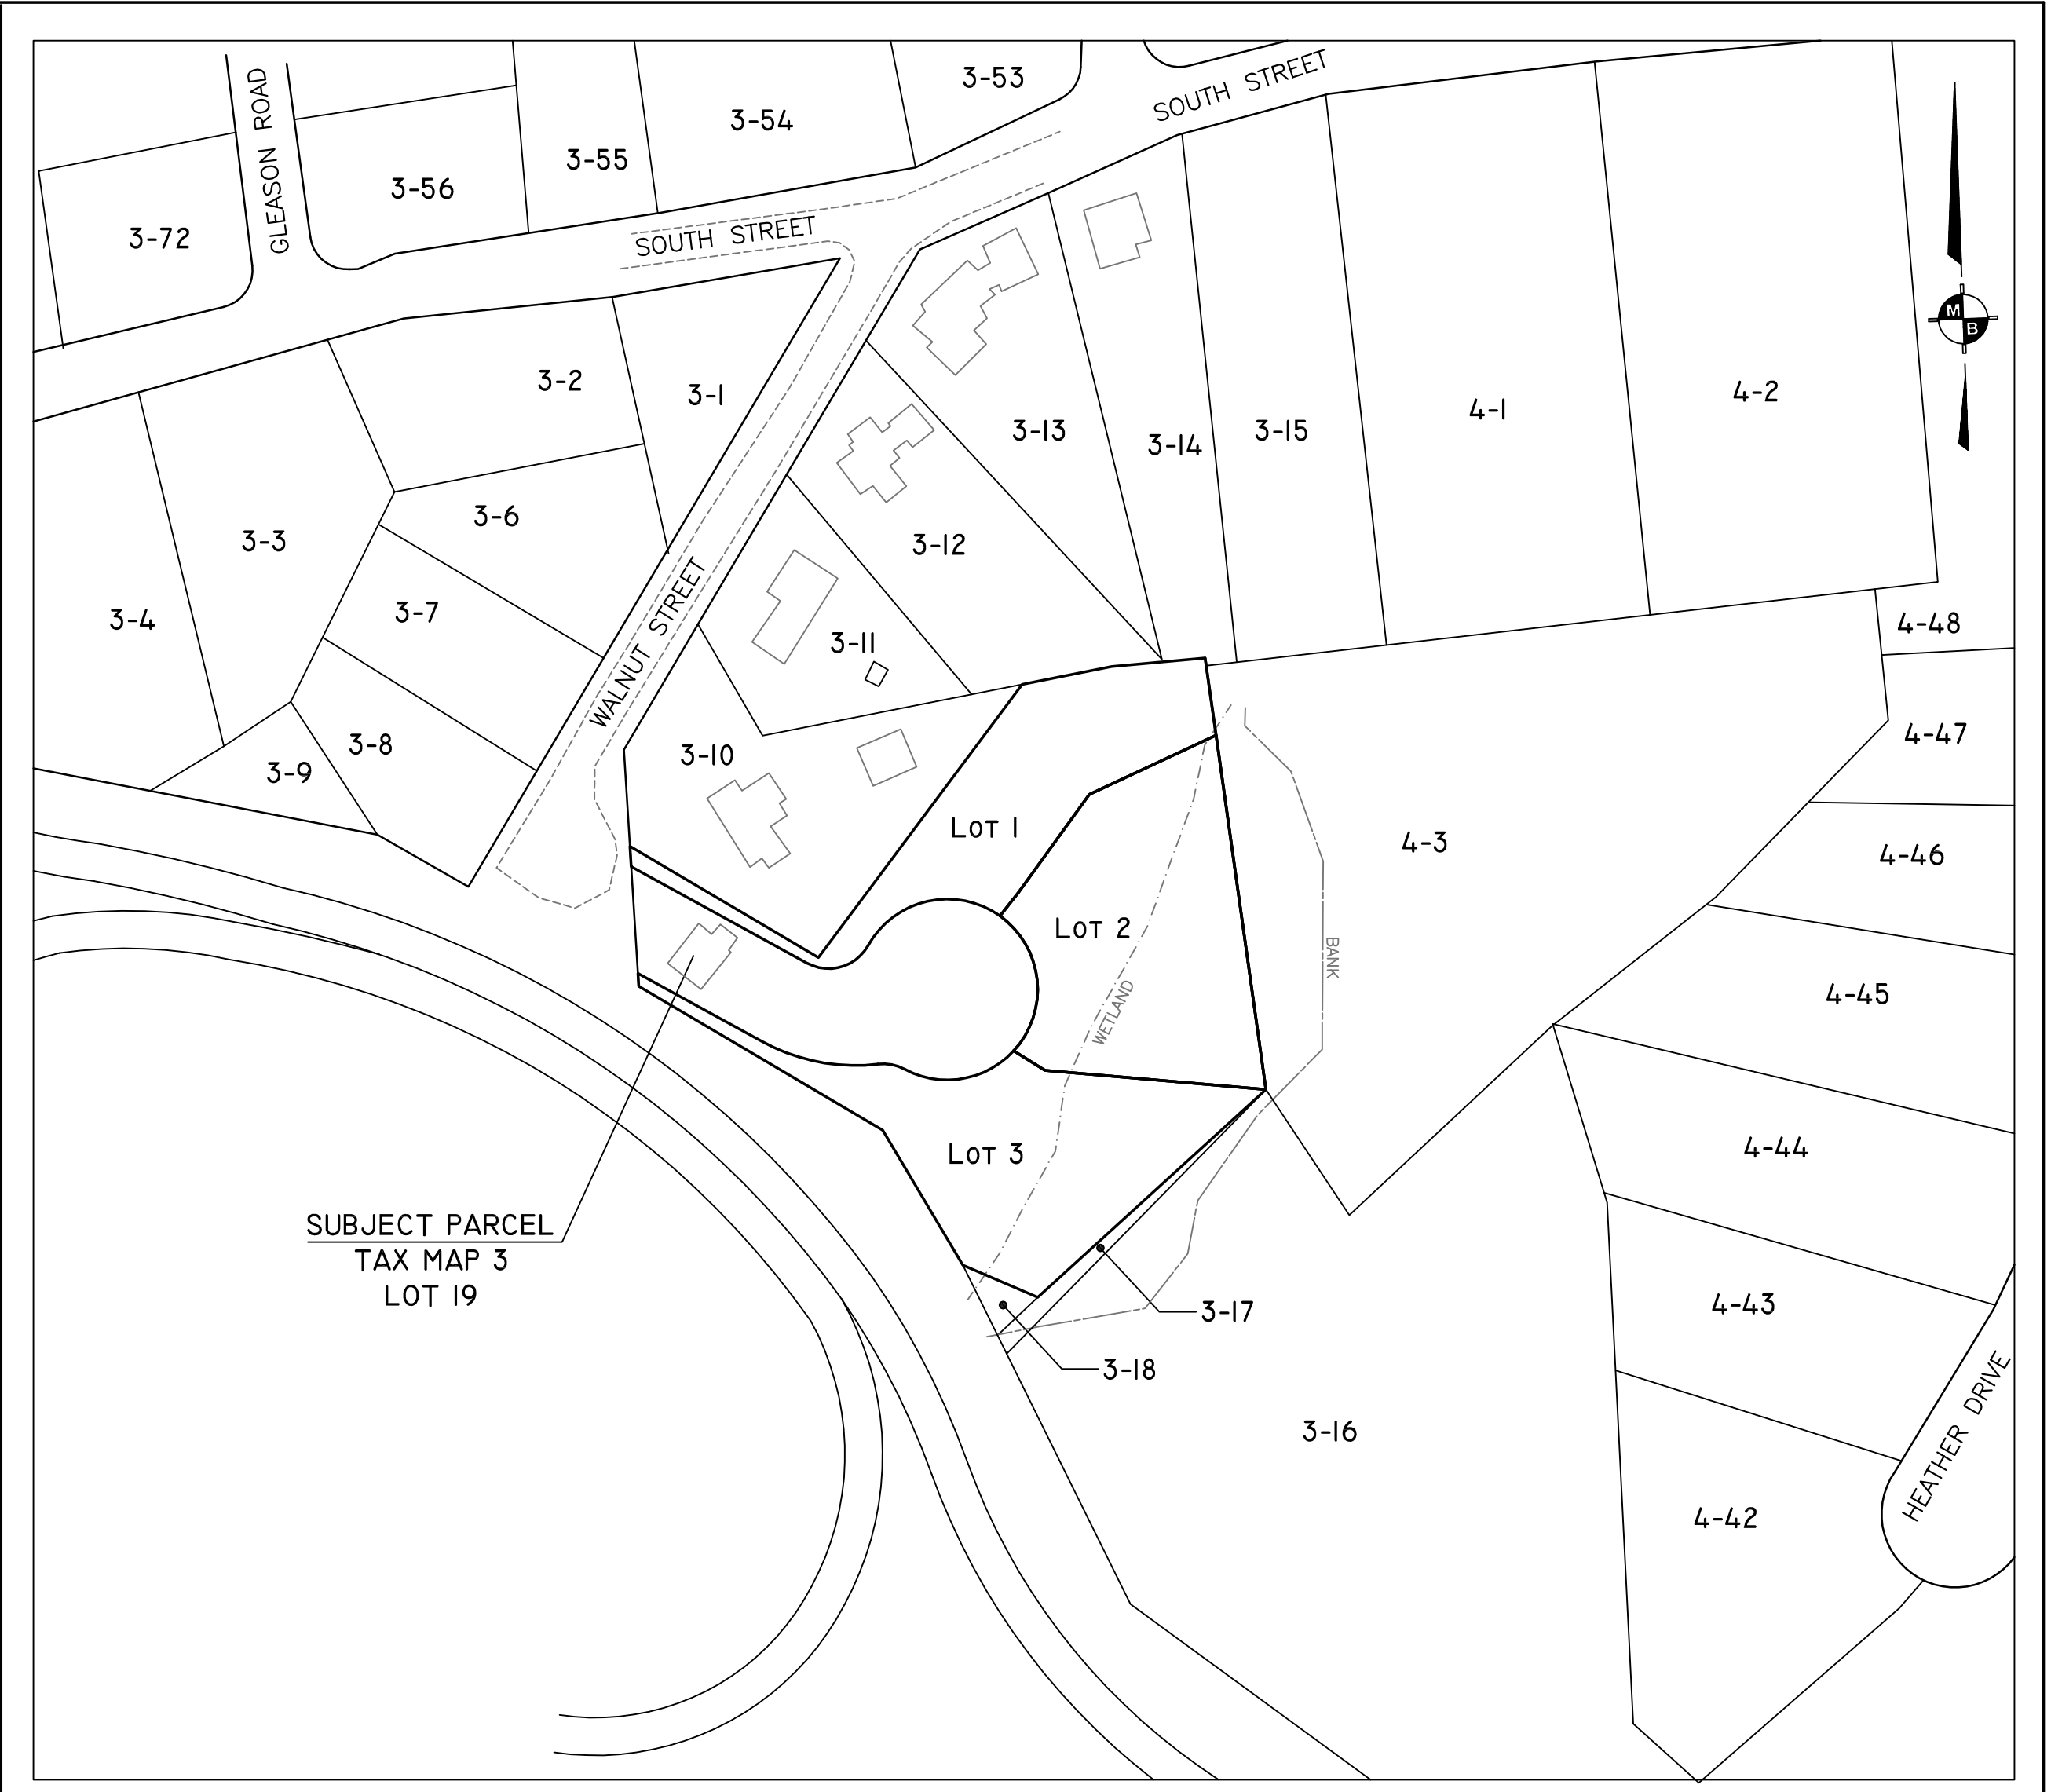 GLEASON ROAD
3-53
SOUTH STREET
3-54
3-55
3-56
3-72
SOUTH STREET
M
B
3-2
3-1
4-2
4-1
3-13
3-14
3-15
3-6
3-3
3-12
3-7
3-4
WALNUT STREET
3-11
4-48
3-8
3-9
3-10
4-47
LOT 1
4-3
4-46
LOT 2
BANK
WETLAND
4-45
LOT 3
4-44
SUBJECT PARCEL
TAX MAP 3
LOT 19
3-17
4-43
3-18
HEATHER DRIVE
3-16
4-42